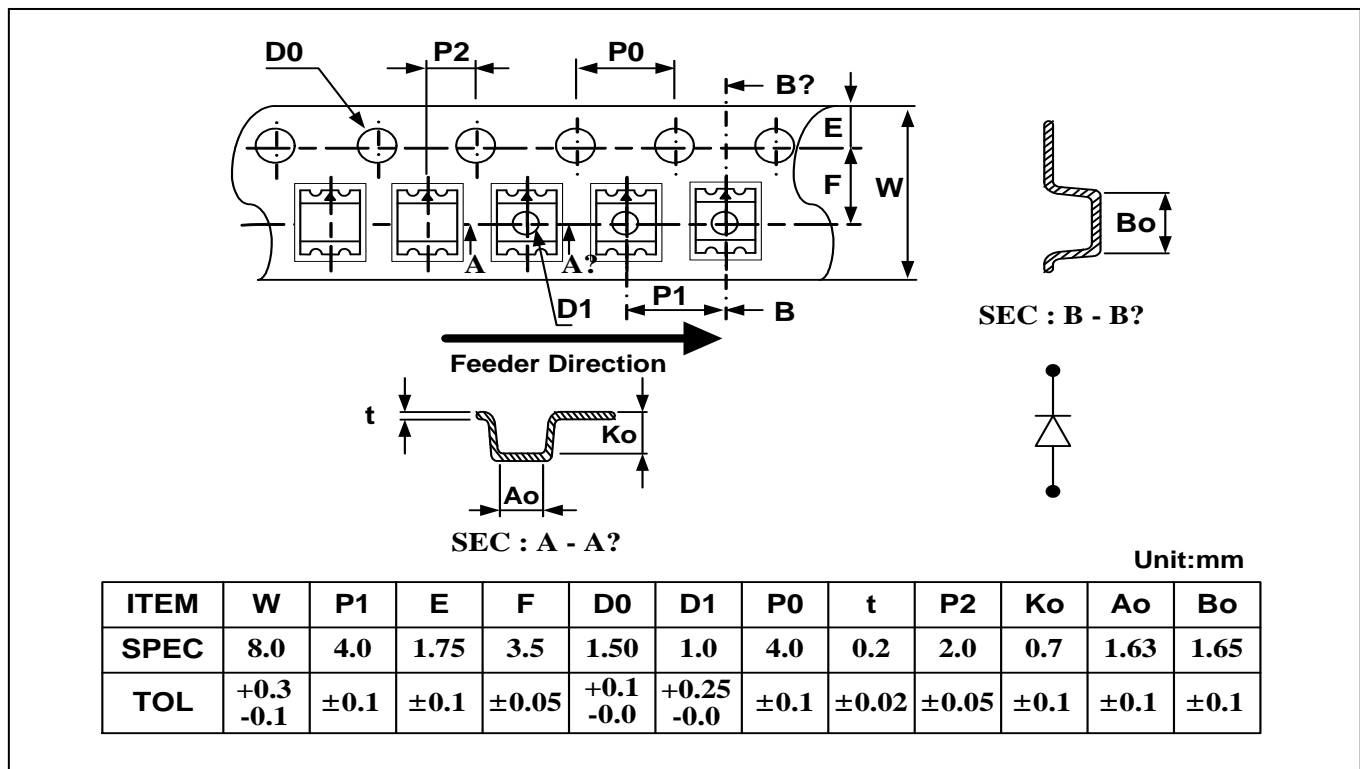 D0
P2
P0
B?
E
F
W
A
A?
D1
P1
B
Feeder Direction
Bo
SEC : B - B?
t
Ko
Ao
SEC : A - A?
Unit:mm
ITEM W P1 E F D0 D1 P0 t P2 Ko Ao Bo
SPEC 8.0 4.0 1.75 3.5 1.50 1.0 4.0 0.2 2.0 0.7 1.63 1.65
TOL +0.3 -0.1 ±0.1 ±0.1 ±0.05 +0.1 -0.0 +0.25 -0.0 ±0.1 ±0.02 ±0.05 ±0.1 ±0.1 ±0.1